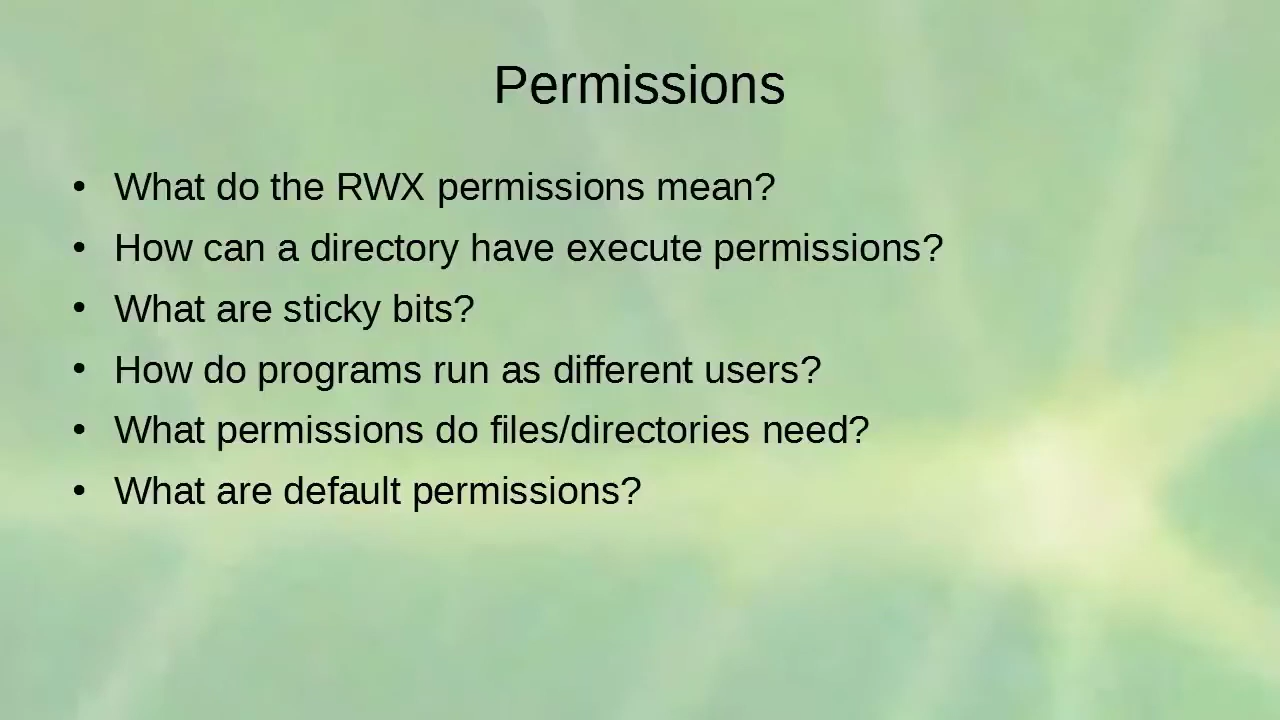 Permissions
• What do the RWX permissions mean?
• How can a directory have execute permissions?
• What are sticky bits?
• How do programs run as different users?
• What permissions do files/directories need?
• What are default permissions?